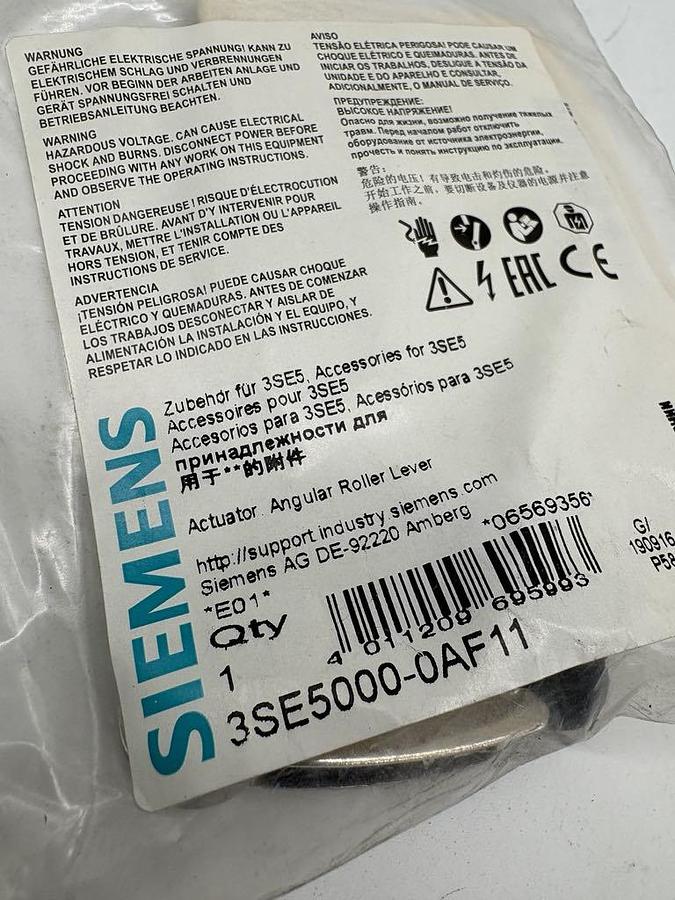 WARNUNG
GEFÄHRLICHE ELEKTRISCHE SPANNUNG! KANN ZU
ELEKTRISCHEM SCHLAG UND VERBRENNUNGEN
FÜHREN. VOR BEGINN DER ARBEITEN ANLAGE UND
GERÄT SPANNUNGSFREI SCHALTEN UND
BETRIEBSANLEITUNG BEACHTEN.
WARNING
HAZARDOUS VOLTAGE. CAN CAUSE ELECTRICAL
SHOCK AND BURNS. DISCONNECT POWER BEFORE
PROCEEDING WITH ANY WORK ON THIS EQUIPMENT
AND OBSERVE THE OPERATING INSTRUCTIONS.
ATTENTION
TENSION DANGEREUSE ! RISQUE D'ÉLECTROCUTION
ET DE BRÛLURE. AVANT D'Y INTERVENIR POUR
TRAVAUX, METTRE L'INSTALLATION OU L'APPAREIL
HORS TENSION, ET TENIR COMPTE DES
INSTRUCTIONS DE SERVICE.
ADVERTENCIA
¡TENSIÓN PELIGROSA! PUEDE CAUSAR CHOQUE
ELÉCTRICO Y QUEMADURAS. ANTES DE COMENZAR
LOS TRABAJOS DESCONECTAR Y AISLAR DE
ALIMENTACIÓN LA INSTALACIÓN Y EL EQUIPO, Y
RESPETAR LO INDICADO EN LAS INSTRUCCIONES.
AVISO
TENSÃO ELÉTRICA PERIGOSA! PODE CAUSAR UM
CHOQUE ELÉTRICO E QUEIMADURAS. ANTES DE
INICIAR OS TRABALHOS, DESLIGUE A TENSÃO DA
UNIDADE E DO APARELHO E CONSULTAR,
ADICIONALMENTE, O MANUAL DE SERVIÇO.
ПРЕДУПРЕЖДЕНИЕ:
ВЫСОКОЕ НАПРЯЖЕНИЕ!
Опасно для жизни, возможно получение тяжелых
травм. Перед началом работ отключить
оборудование от источника электроэнергии,
прочесть и понять инструкцию по эксплуатации.
警告:
危险的电压! 有导致电击和灼伤的危险。
开始工作之前, 要切断设备及仪器的电源并注意
操作指南。
EAC CE
SIEMENS
Zubehör für 3SE5, Accessories for 3SE5
Accessoires pour 3SE5
Accesorios para 3SE5, Acessórios para 3SE5
принадлежности для
用于**的附件
Actuator. Angular Roller Lever
http://support.industry.siemens.com
Siemens AG DE-92220 Amberg
*06569356*
*E01*
Qty
1
4 011209 695993
3SE5000-0AF11
G/
190916
P58